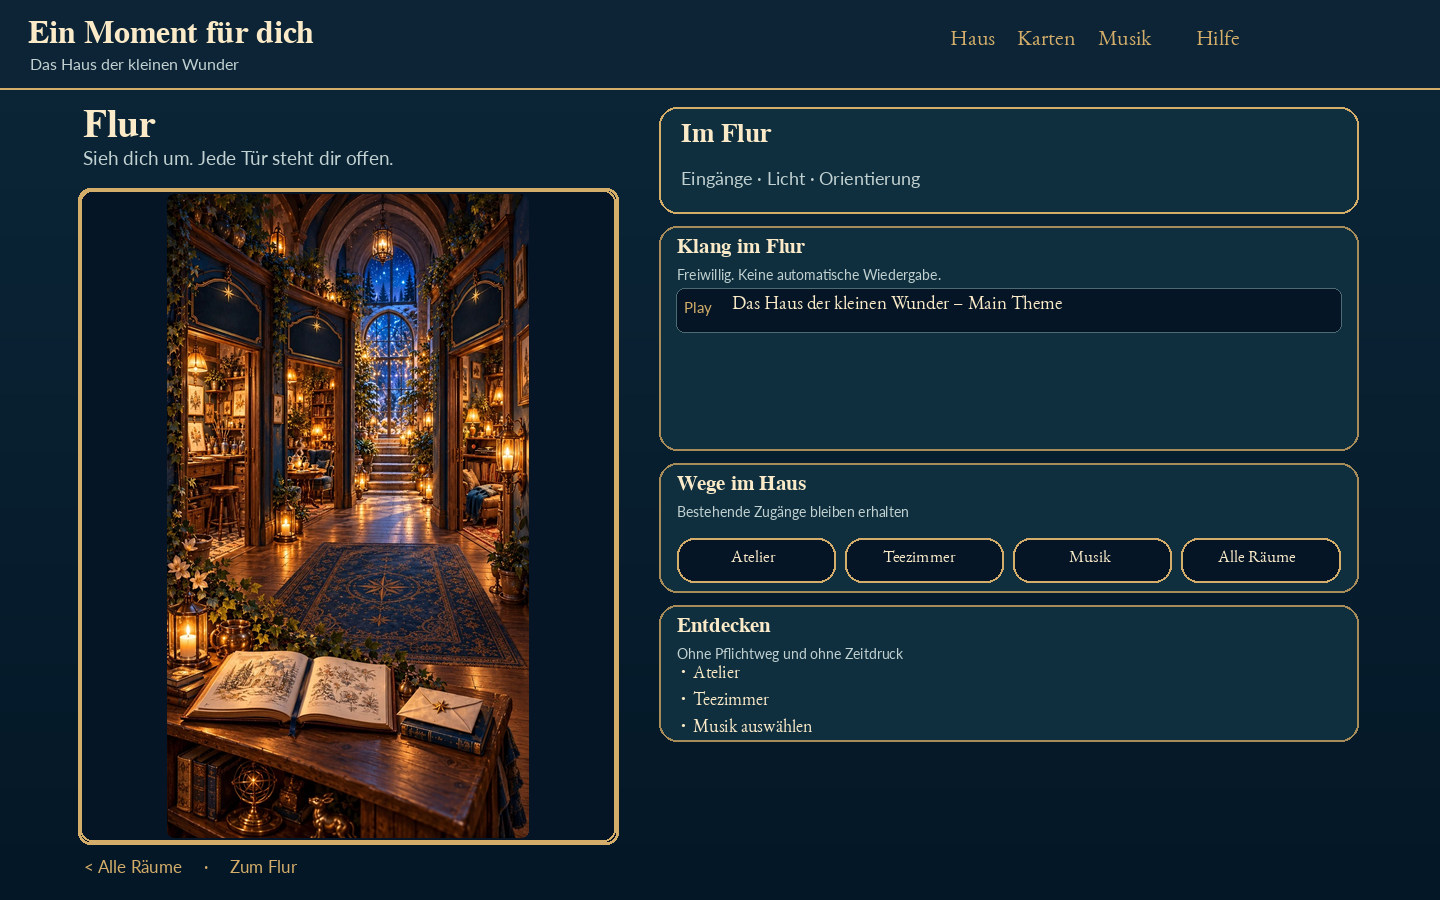 Ein Moment für dich
Das Haus der kleinen Wunder
Haus Karten Musik Hilfe
Flur
Sieh dich um. Jede Tür steht dir offen.
< Alle Räume · Zum Flur
Im Flur
Eingänge · Licht · Orientierung
Klang im Flur
Freiwillig. Keine automatische Wiedergabe.
Play Das Haus der kleinen Wunder – Main Theme
Wege im Haus
Bestehende Zugänge bleiben erhalten
Atelier Teezimmer Musik Alle Räume
Entdecken
Ohne Pflichtweg und ohne Zeitdruck
• Atelier
• Teezimmer
• Musik auswählen